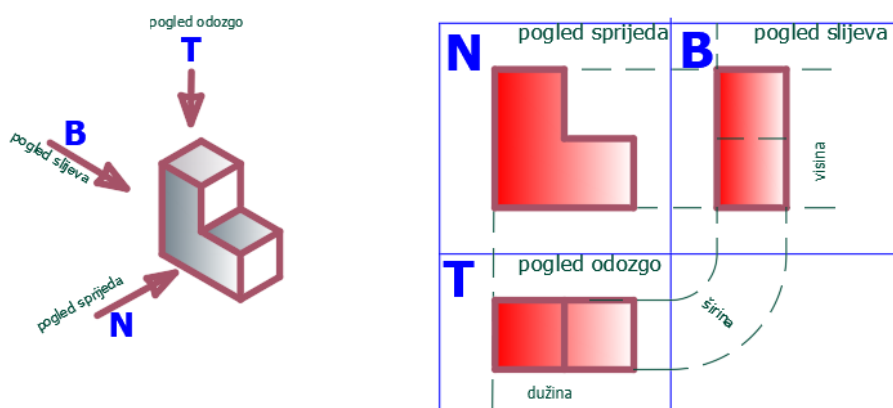 pogled odozgo
T
B
pogled slijeva
pogled sprijeda
N
N
pogled sprijeda
B
pogled slijeva
visina
T
pogled odozgo
širina
dužina